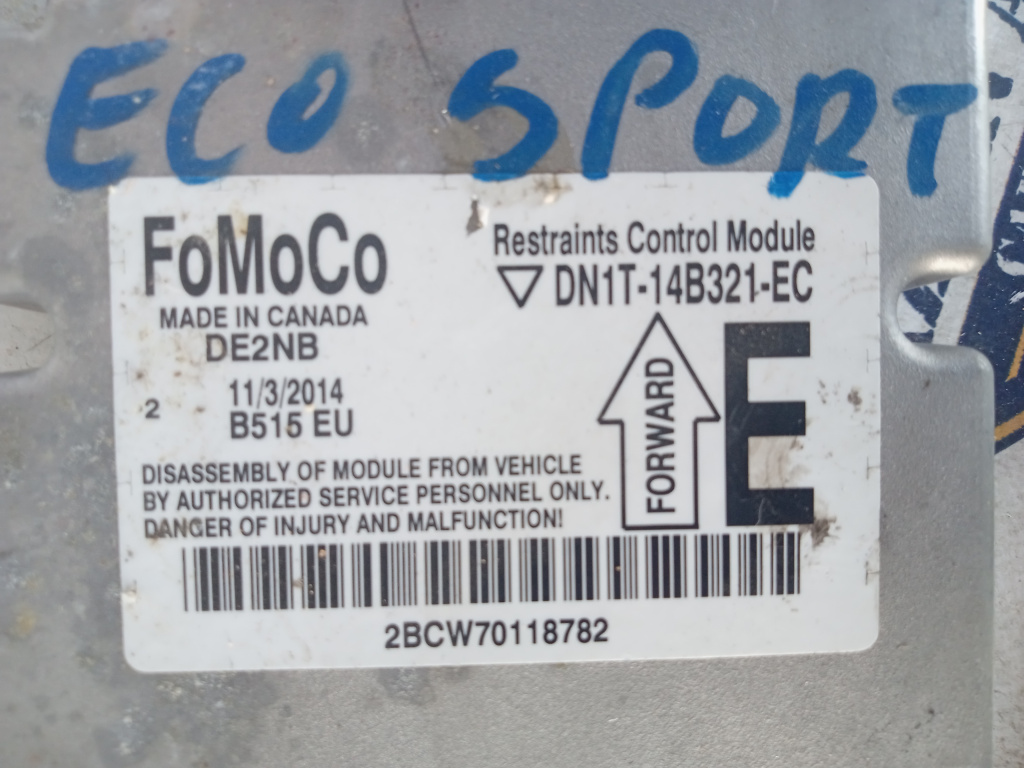 ECO SPORT
FoMoCo
MADE IN CANADA
DE2NB
2
11/3/2014
B515 EU
Restraints Control Module
▽ DN1T-14B321-EC
FORWARD
E
DISASSEMBLY OF MODULE FROM VEHICLE
BY AUTHORIZED SERVICE PERSONNEL ONLY.
DANGER OF INJURY AND MALFUNCTION!
2BCW70118782